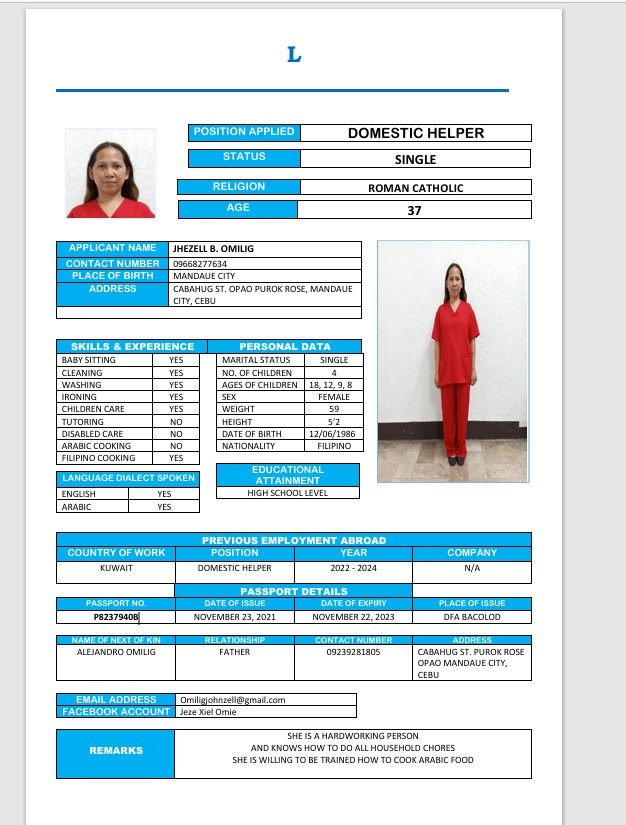 L
POSITION APPLIED DOMESTIC HELPER
STATUS SINGLE
RELIGION ROMAN CATHOLIC
AGE 37
APPLICANT NAME JHEZELL B. OMILIG
CONTACT NUMBER 09668277634
PLACE OF BIRTH MANDAUE CITY
ADDRESS CABAHUG ST. OPAO PUROK ROSE, MANDAUE
CITY, CEBU
SKILLS & EXPERIENCE PERSONAL DATA
BABY SITTING YES MARITAL STATUS SINGLE
CLEANING YES NO. OF CHILDREN 4
WASHING YES AGES OF CHILDREN 18, 12, 9, 8
IRONING YES SEX FEMALE
CHILDREN CARE YES WEIGHT 59
TUTORING NO HEIGHT 5’2
DISABLED CARE NO DATE OF BIRTH 12/06/1986
ARABIC COOKING NO NATIONALITY FILIPINO
FILIPINO COOKING YES
LANGUAGE DIALECT SPOKEN
ENGLISH YES
ARABIC YES
EDUCATIONAL
ATTAINMENT
HIGH SCHOOL LEVEL
PREVIOUS EMPLOYMENT ABROAD
COUNTRY OF WORK POSITION YEAR COMPANY
KUWAIT DOMESTIC HELPER 2022 - 2024 N/A
PASSPORT DETAILS
PASSPORT NO. DATE OF ISSUE DATE OF EXPIRY PLACE OF ISSUE
P8237940B NOVEMBER 23, 2021 NOVEMBER 22, 2023 DFA BACOLOD
NAME OF NEXT OF KIN RELATIONSHIP CONTACT NUMBER ADDRESS
ALEJANDRO OMILIG FATHER 09239281805 CABAHUG ST. PUROK ROSE
OPAO MANDAUE CITY,
CEBU
EMAIL ADDRESS Omiligjohnzell@gmail.com
FACEBOOK ACCOUNT Jeze Xiel Omie
REMARKS
SHE IS A HARDWORKING PERSON
AND KNOWS HOW TO DO ALL HOUSEHOLD CHORES
SHE IS WILLING TO BE TRAINED HOW TO COOK ARABIC FOOD